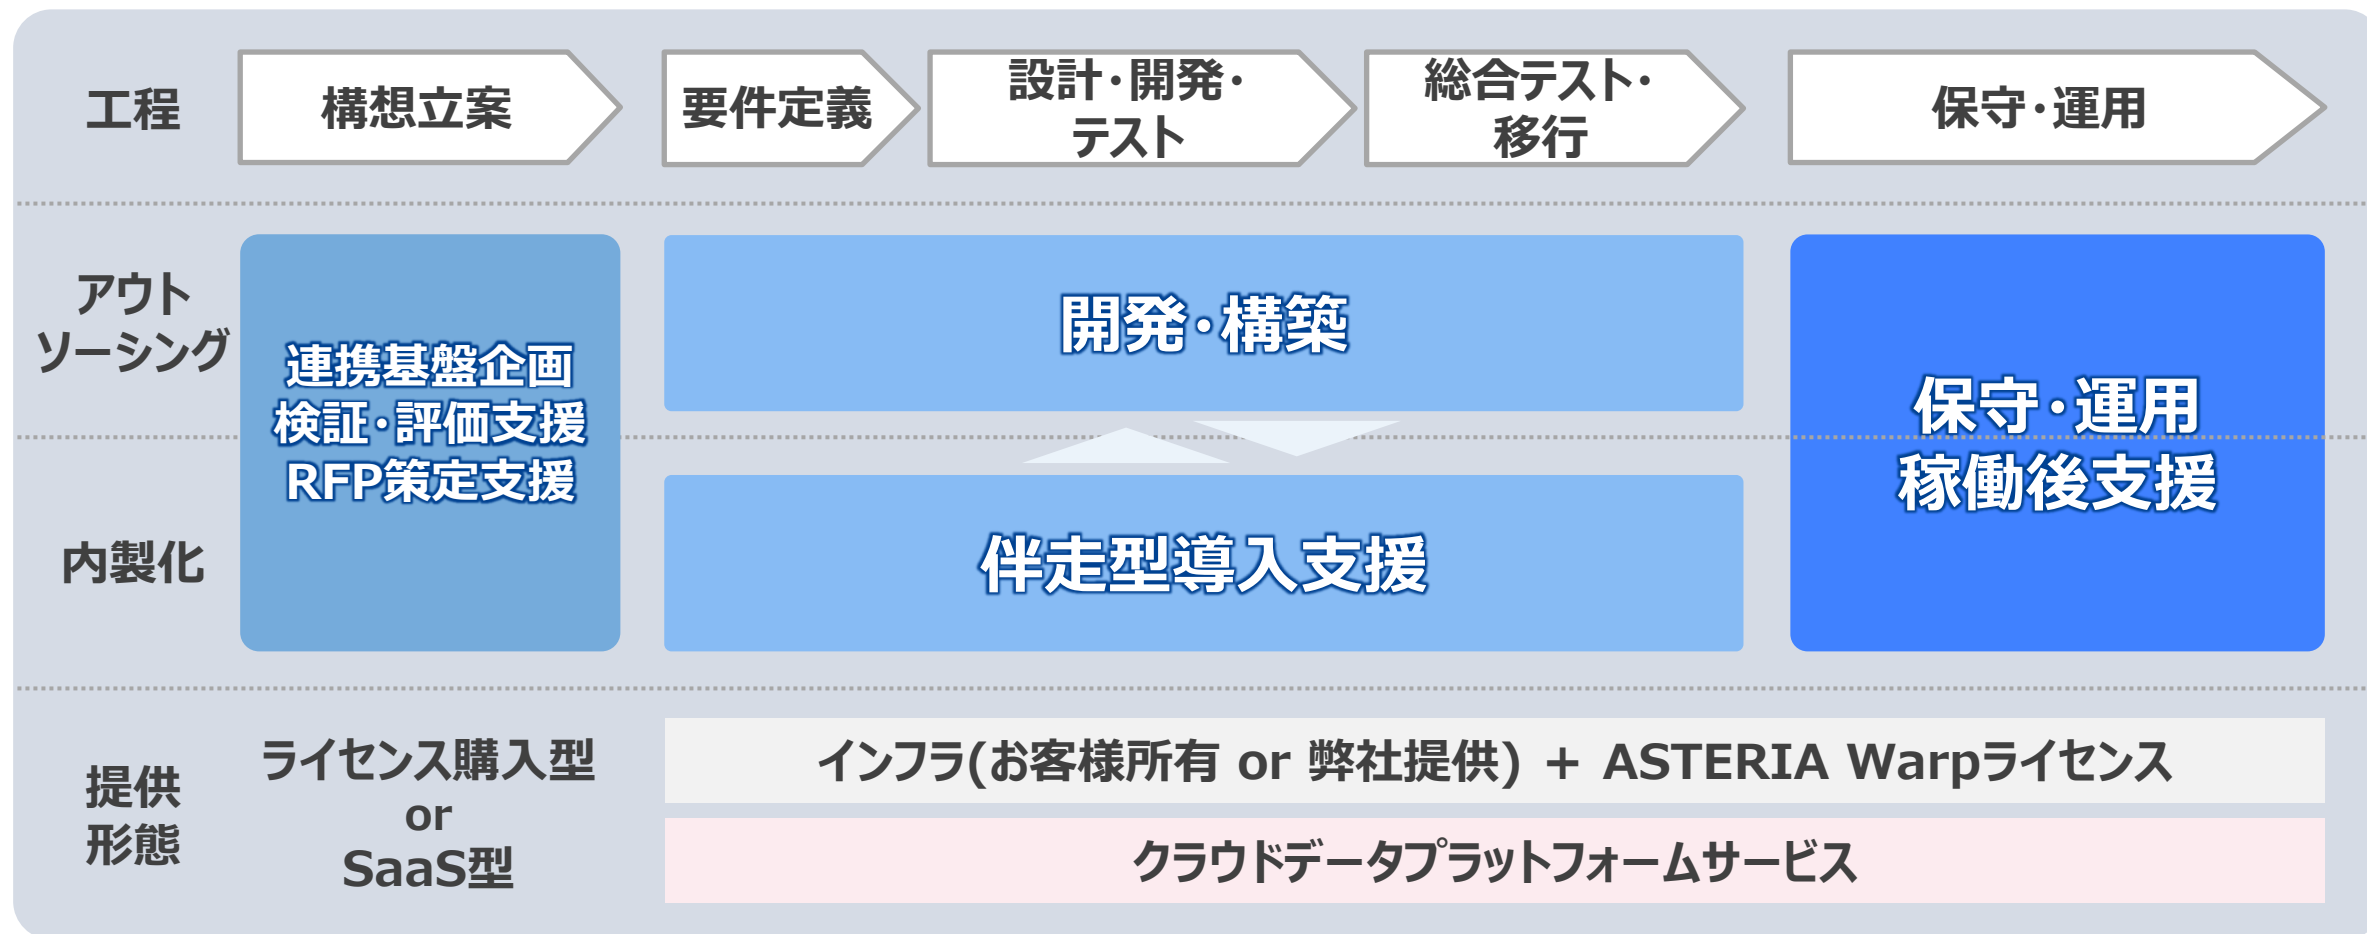 工程
構想立案
要件定義
設計･開発･
テスト
総合テスト･
移行
保守･運用
アウト
ソーシング
連携基盤企画
検証･評価支援
RFP策定支援
開発･構築
保守･運用
稼働後支援
内製化
伴走型導入支援
提供
形態
ライセンス購入型
or
SaaS型
インフラ(お客様所有 or 弊社提供) + ASTERIA Warpライセンス
クラウドデータプラットフォームサービス